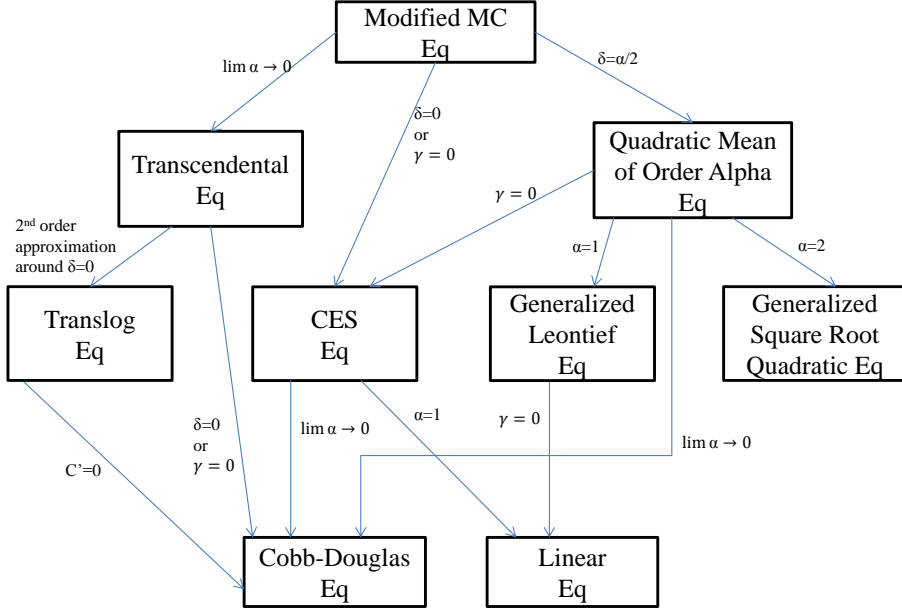 Modified MC
Eq
lim α → 0
δ=α/2
δ=0
or
γ = 0
Transcendental
Eq
Quadratic Mean
of Order Alpha
Eq
2nd order
approximation
around δ=0
γ = 0
α=1
α=2
Translog
Eq
CES
Eq
Generalized
Leontief
Eq
Generalized
Square Root
Quadratic Eq
C’=0
δ=0
or
γ = 0
lim α → 0
α=1
γ = 0
lim α → 0
Cobb-Douglas
Eq
Linear
Eq